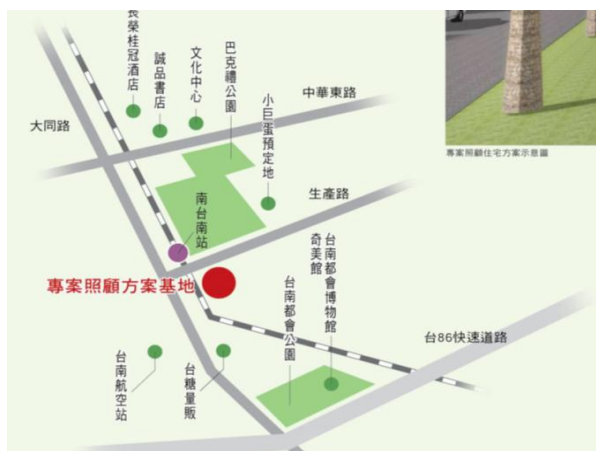 長榮桂冠酒店
誠品書店
文化中心
巴克禮公園
小巨蛋預定地
中華東路
大同路
專案照顧住宅方案示意圖
生產路
南台南站
專案照顧方案基地
台南都會公園
奇美館
台南都會博物館
台86快速道路
台南航空站
台糖量販